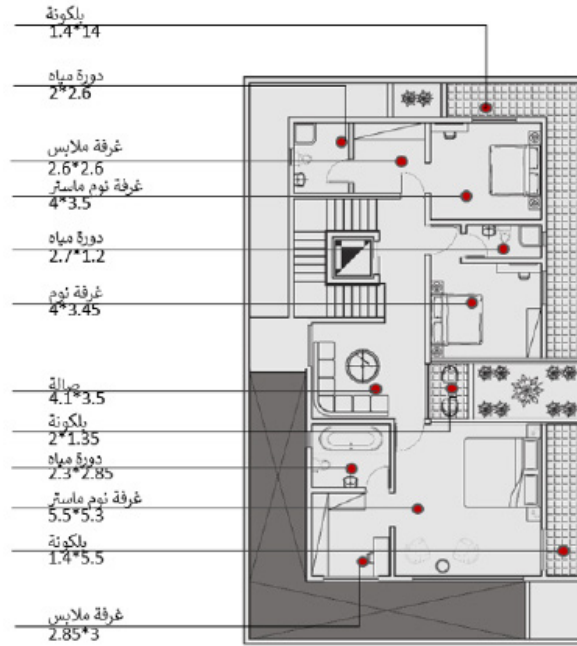 بلكونة
1.4*14
دورة مياه
2*2.6
غرفة ملابس
2.6*2.6
غرفة نوم ماستر
4*3.5
دورة مياه
2.7*1.2
غرفة نوم
4*3.45
صالة
4.1*3.5
بلكونة
2*1.35
دورة مياه
2.3*2.85
غرفة نوم ماستر
5.5*5.3
بلكونة
1.4*5.5
غرفة ملابس
2.85*3